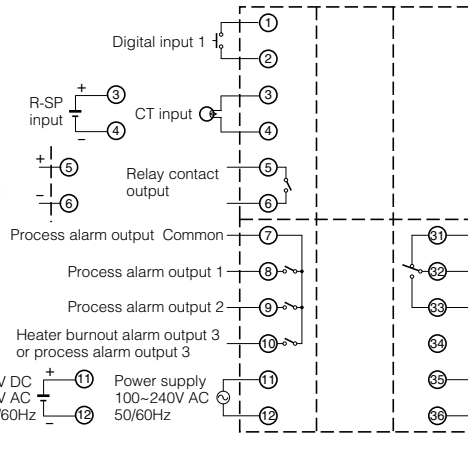 1
Digital input 1
2
+
3
R-SP
input
CT input
3
4
–
4
+
5
–
6
Relay contact
output
5
6
Process alarm output Common
7
31
Process alarm output 1
8
32
Process alarm output 2
9
33
Heater burnout alarm output 3
or process alarm output 3
10
34
V DC
V AC
/60Hz
+
11
–
12
Power supply
100~240V AC
50/60Hz
11
12
35
36